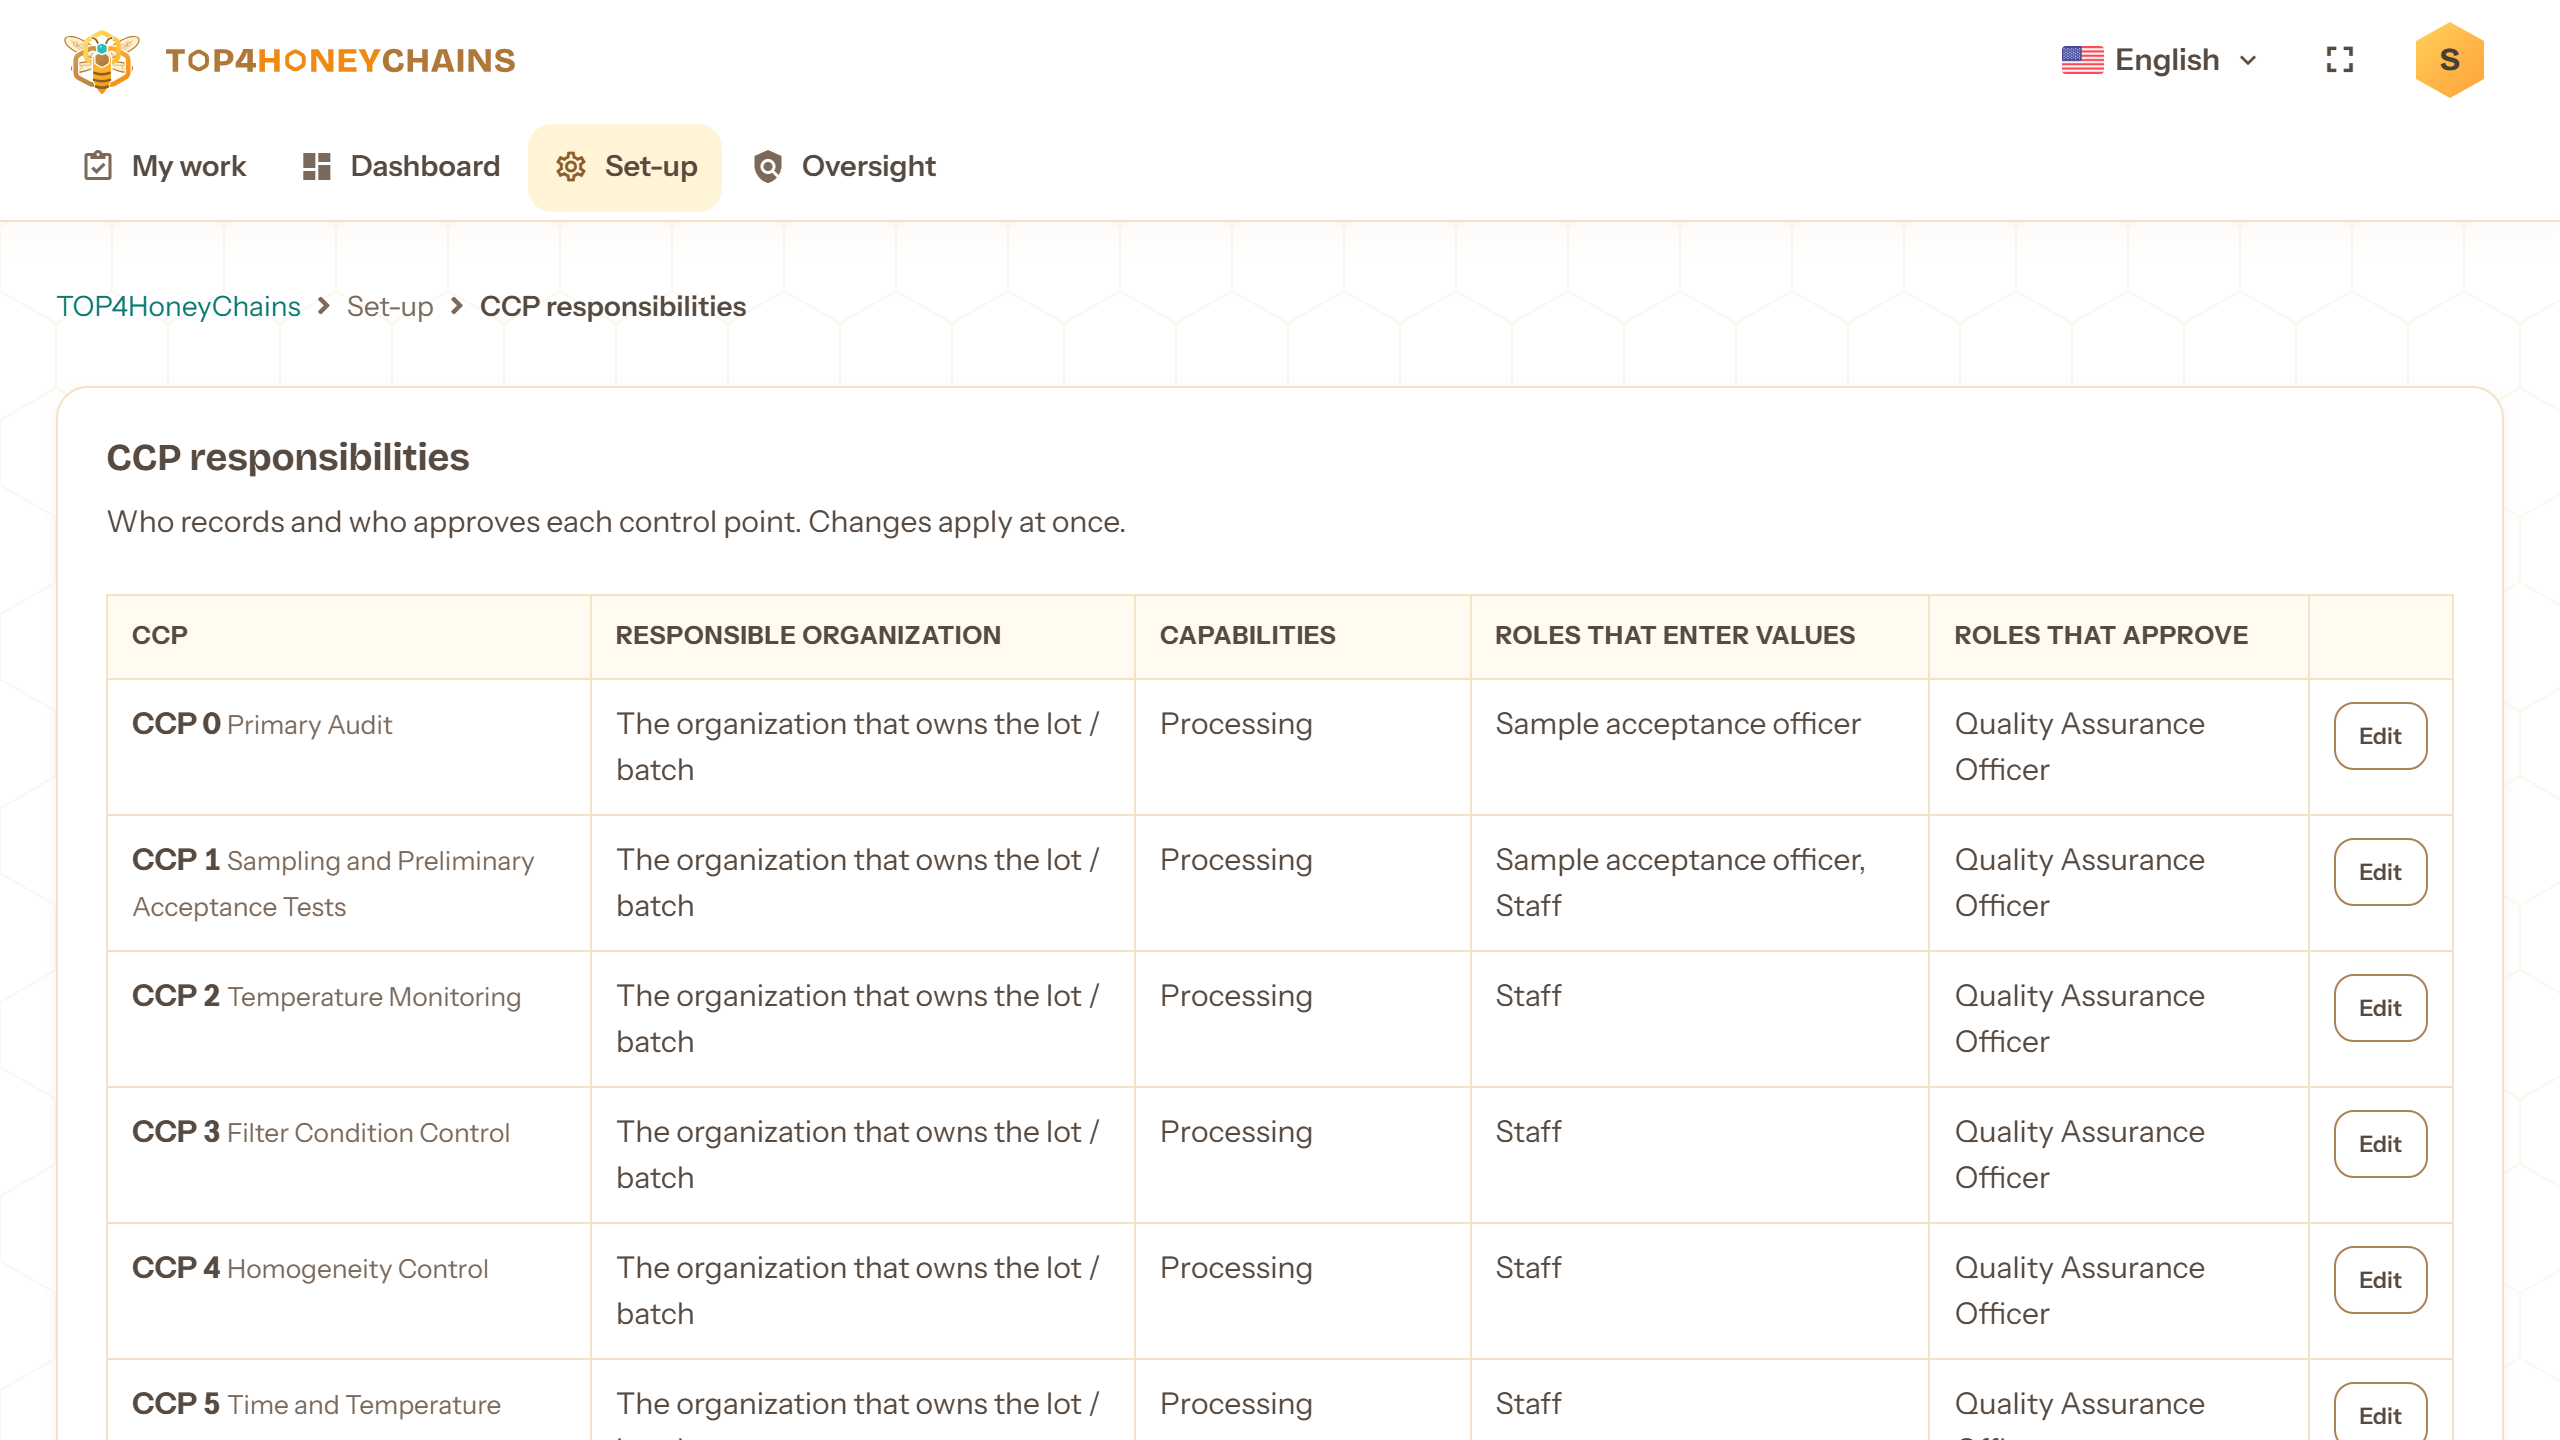 TOP4HONEYCHAINS
English
S
My work
Dashboard
Set-up
Oversight
TOP4HoneyChains > Set-up > CCP responsibilities
CCP responsibilities
Who records and who approves each control point. Changes apply at once.
CCP RESPONSIBLE ORGANIZATION CAPABILITIES ROLES THAT ENTER VALUES ROLES THAT APPROVE
CCP 0 Primary Audit The organization that owns the lot / Processing Sample acceptance officer Quality Assurance Edit
batch Officer
CCP 1 Sampling and Preliminary The organization that owns the lot / Processing Sample acceptance officer, Quality Assurance Edit
Acceptance Tests batch Staff Officer
CCP 2 Temperature Monitoring The organization that owns the lot / Processing Staff Quality Assurance Edit
batch Officer
CCP 3 Filter Condition Control The organization that owns the lot / Processing Staff Quality Assurance Edit
batch Officer
CCP 4 Homogeneity Control The organization that owns the lot / Processing Staff Quality Assurance Edit
batch Officer
CCP 5 Time and Temperature The organization that owns the lot / Processing Staff Quality Assurance Edit